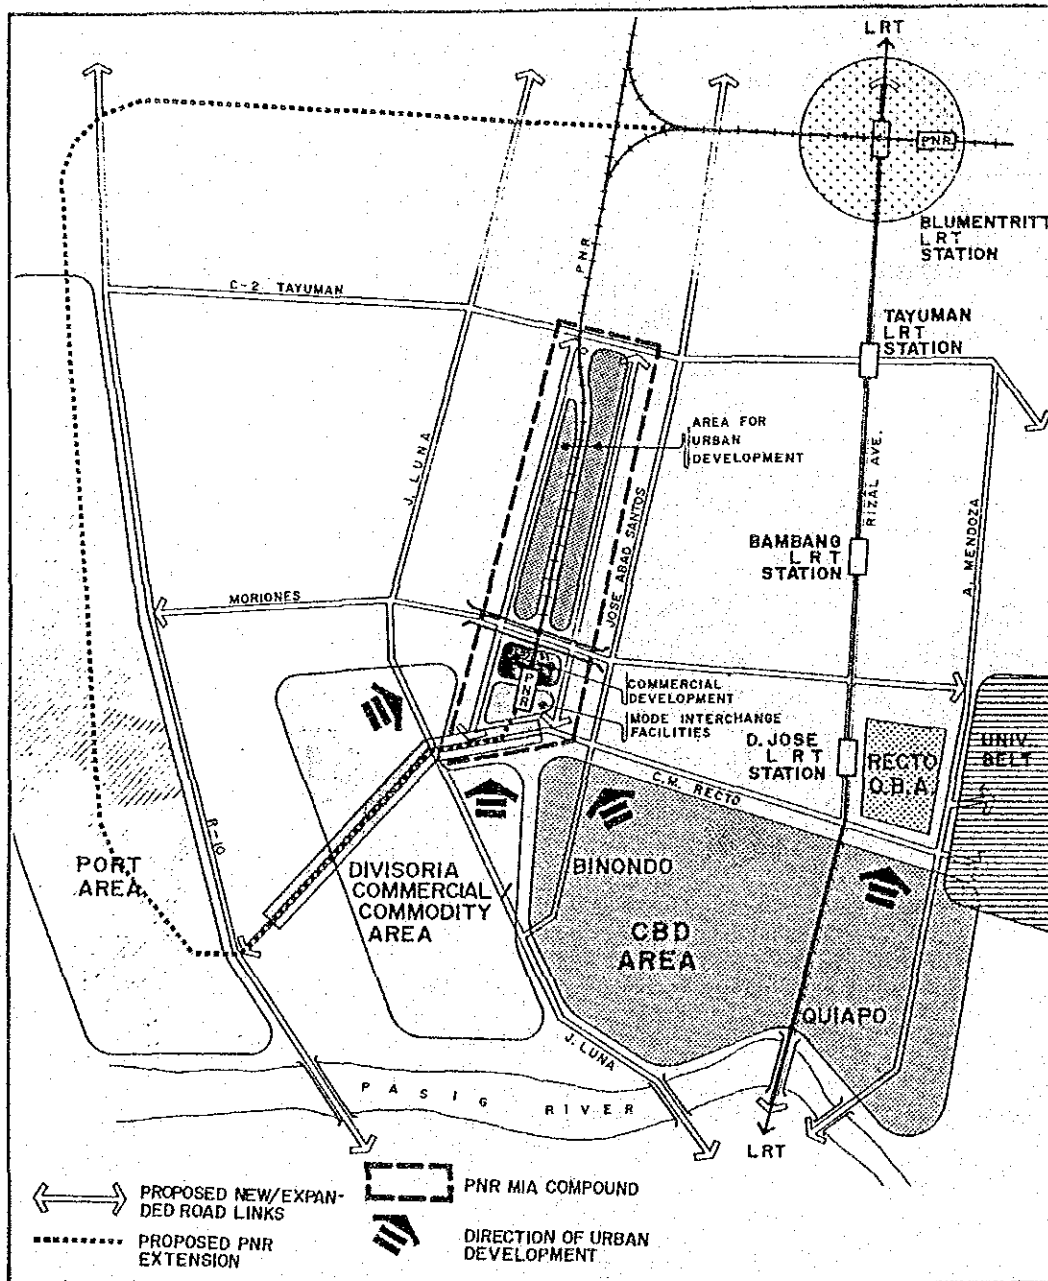 LRT
PNR
BLUMENTRITT
LRT
STATION
PNR
C-2 TAYUMAN
TAYUMAN
LRT
STATION
AREA FOR
URBAN
DEVELOPMENT
J. LUNA
JOSE ABAD SANTOS
RIZAL AVE.
A. MENDOZA
BAMBANG
LRT
STATION
MORIONES
PNR
COMMERCIAL
DEVELOPMENT
MODE INTERCHANGE
FACILITIES
D. JOSE
LRT
STATION
RECTO
O.B.A.
UNIV.
BELT
C.M. RECTO
R-10
PORT
AREA
DIVISORIA
COMMERCIAL/
COMMODITY
AREA
BINONDO
CBD
AREA
QUIAPO
J. LUNA
PASIG RIVER
LRT
PROPOSED NEW/EXPAN-
DED ROAD LINKS
PROPOSED PNR
EXTENSION
PNR MIA COMPOUND
DIRECTION OF URBAN
DEVELOPMENT